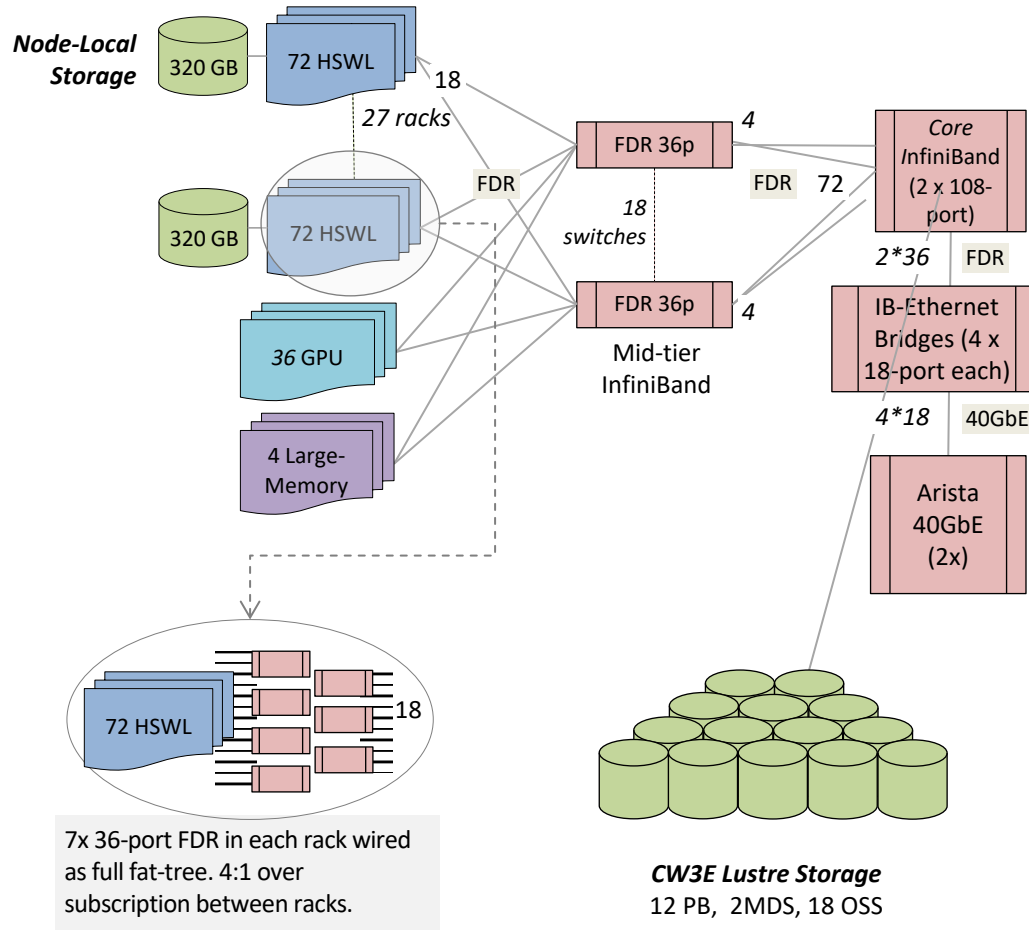 Node-Local
Storage
320 GB
72 HSWL
18
27 racks
320 GB
72 HSWL
FDR
36 GPU
4 Large-
Memory
FDR 36p
4
18
switches
FDR 36p
4
Mid-tier
InfiniBand
FDR
72
Core
InfiniBand
(2 x 108-
port)
2*36
FDR
IB-Ethernet
Bridges (4 x
18-port each)
4*18
40GbE
Arista
40GbE
(2x)
72 HSWL
18
7x 36-port FDR in each rack wired
as full fat-tree. 4:1 over
subscription between racks.
CW3E Lustre Storage
12 PB, 2MDS, 18 OSS